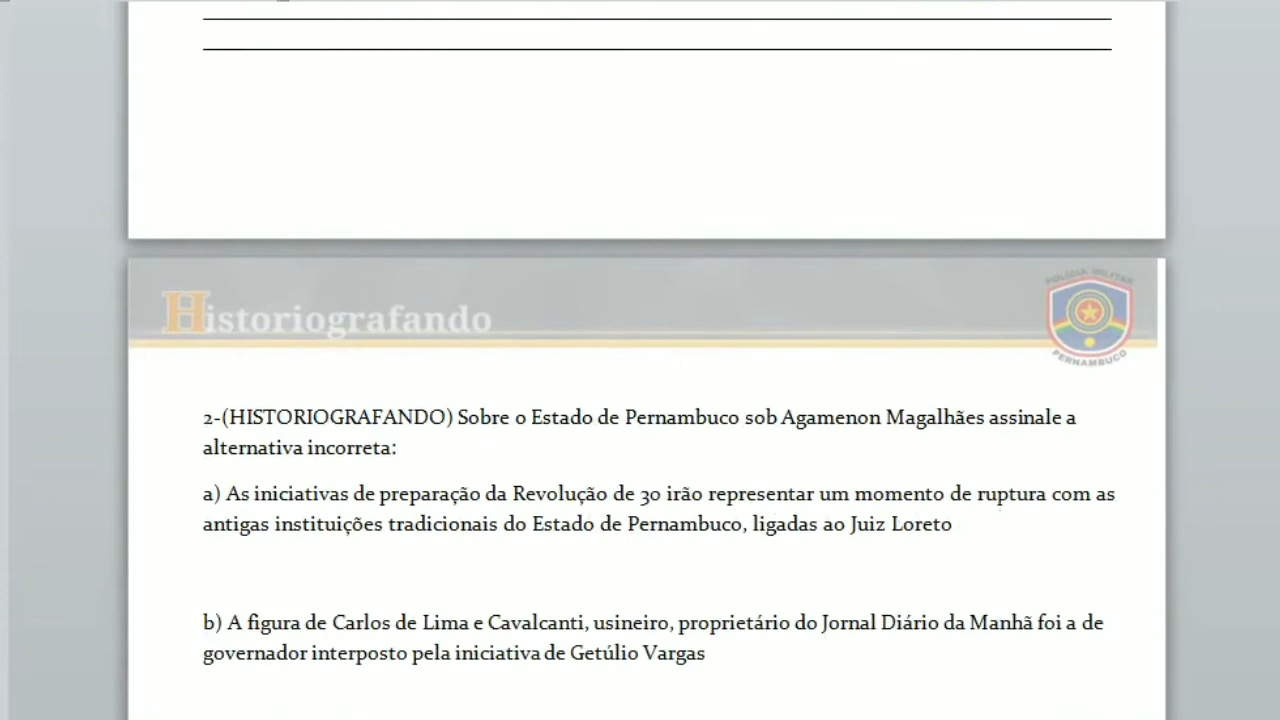 Historiografando
POLÍCIA MILITAR
PERNAMBUCO
2-(HISTORIOGRAFANDO) Sobre o Estado de Pernambuco sob Agamenon Magalhães assinale a
alternativa incorreta:
a) As iniciativas de preparação da Revolução de 30 irão representar um momento de ruptura com as
antigas instituições tradicionais do Estado de Pernambuco, ligadas ao Juiz Loreto
b) A figura de Carlos de Lima e Cavalcanti, usineiro, proprietário do Jornal Diário da Manhã foi a de
governador interposto pela iniciativa de Getúlio Vargas